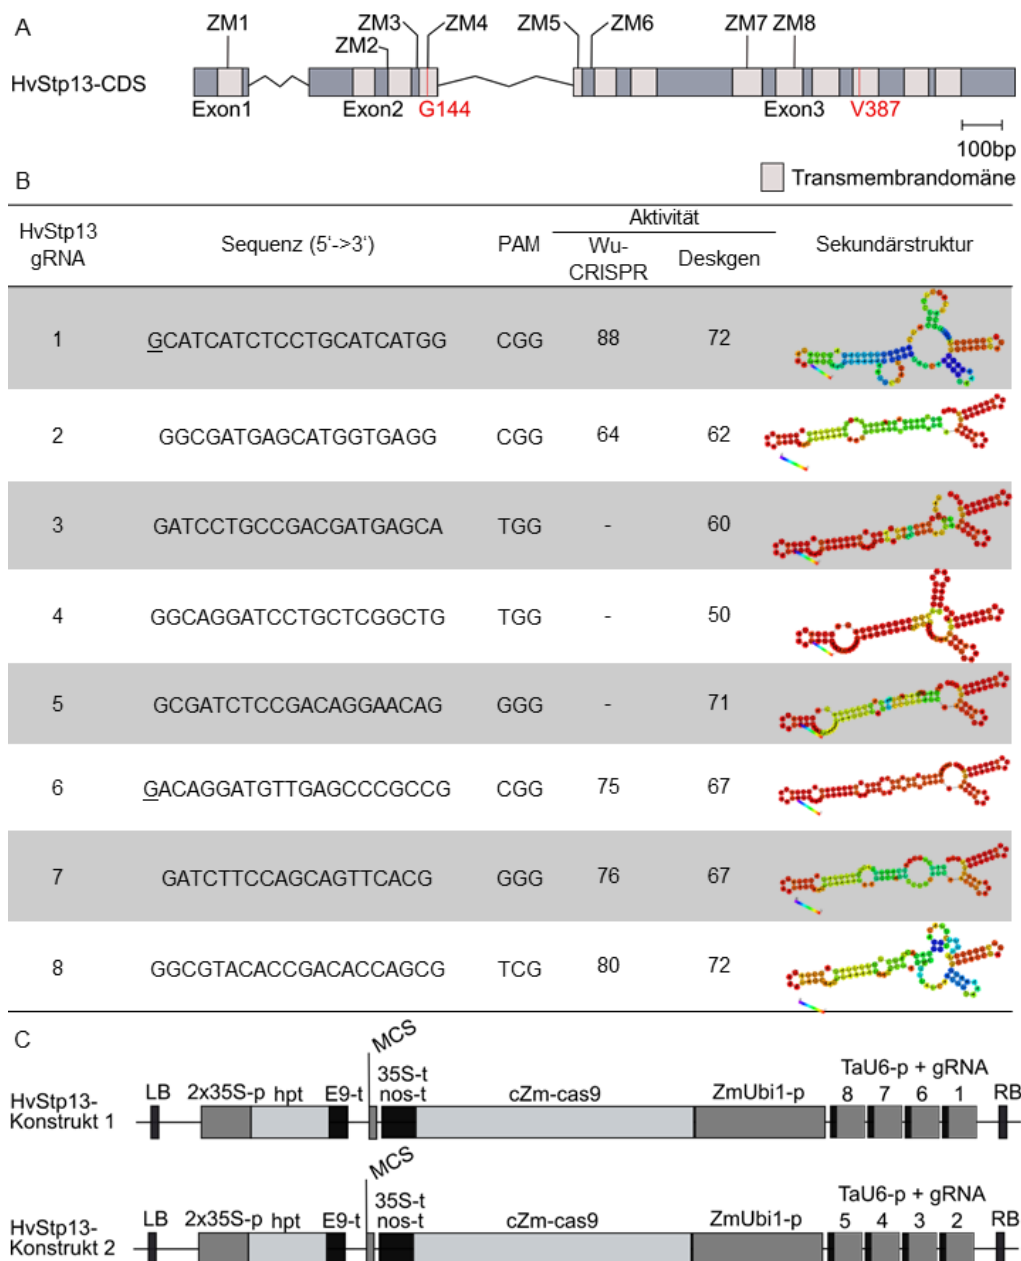 A
ZM1
ZM2
ZM3
ZM4
ZM5
ZM6
ZM7
ZM8
HvStp13-CDS
Exon1
Exon2
G144
Exon3
V387
100bp
Transmembrandomäne
B
HvStp13 gRNA
Sequenz (5‘->3‘)
PAM
Aktivität
Wu-CRISPR
Deskgen
Sekundärstruktur
1 GCATCATCTCCTGCATCATGG CGG 88 72
2 GGCGATGAGCATGGTGAGG CGG 64 62
3 GATCCTGCCGACGATGAGCA TGG - 60
4 GGCAGGATCCTGCTCGGCTG TGG - 50
5 GCGATCTCCGACAGGAACAG GGG - 71
6 GACAGGATGTTGAGCCCGCCG CGG 75 67
7 GATCTTCCAGCAGTTCACG GGG 76 67
8 GGCGTACACCGACACCAGCG TCG 80 72
C
HvStp13-
Konstrukt 1
LB
2x35S-p
hpt
E9-t
MCS
35S-t
nos-t
cZm-cas9
ZmUbi1-p
TaU6-p + gRNA
8 7 6 1
RB
HvStp13-
Konstrukt 2
LB
2x35S-p
hpt
E9-t
MCS
35S-t
nos-t
cZm-cas9
ZmUbi1-p
TaU6-p + gRNA
5 4 3 2
RB